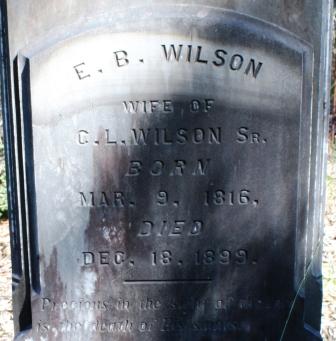 E. B. WILSON
WIFE OF
C. L. WILSON SR.
BORN
MAR. 9, 1816,
DIED
DEC. 18, 1899.
Precious in the sight of
is the death of His saints.